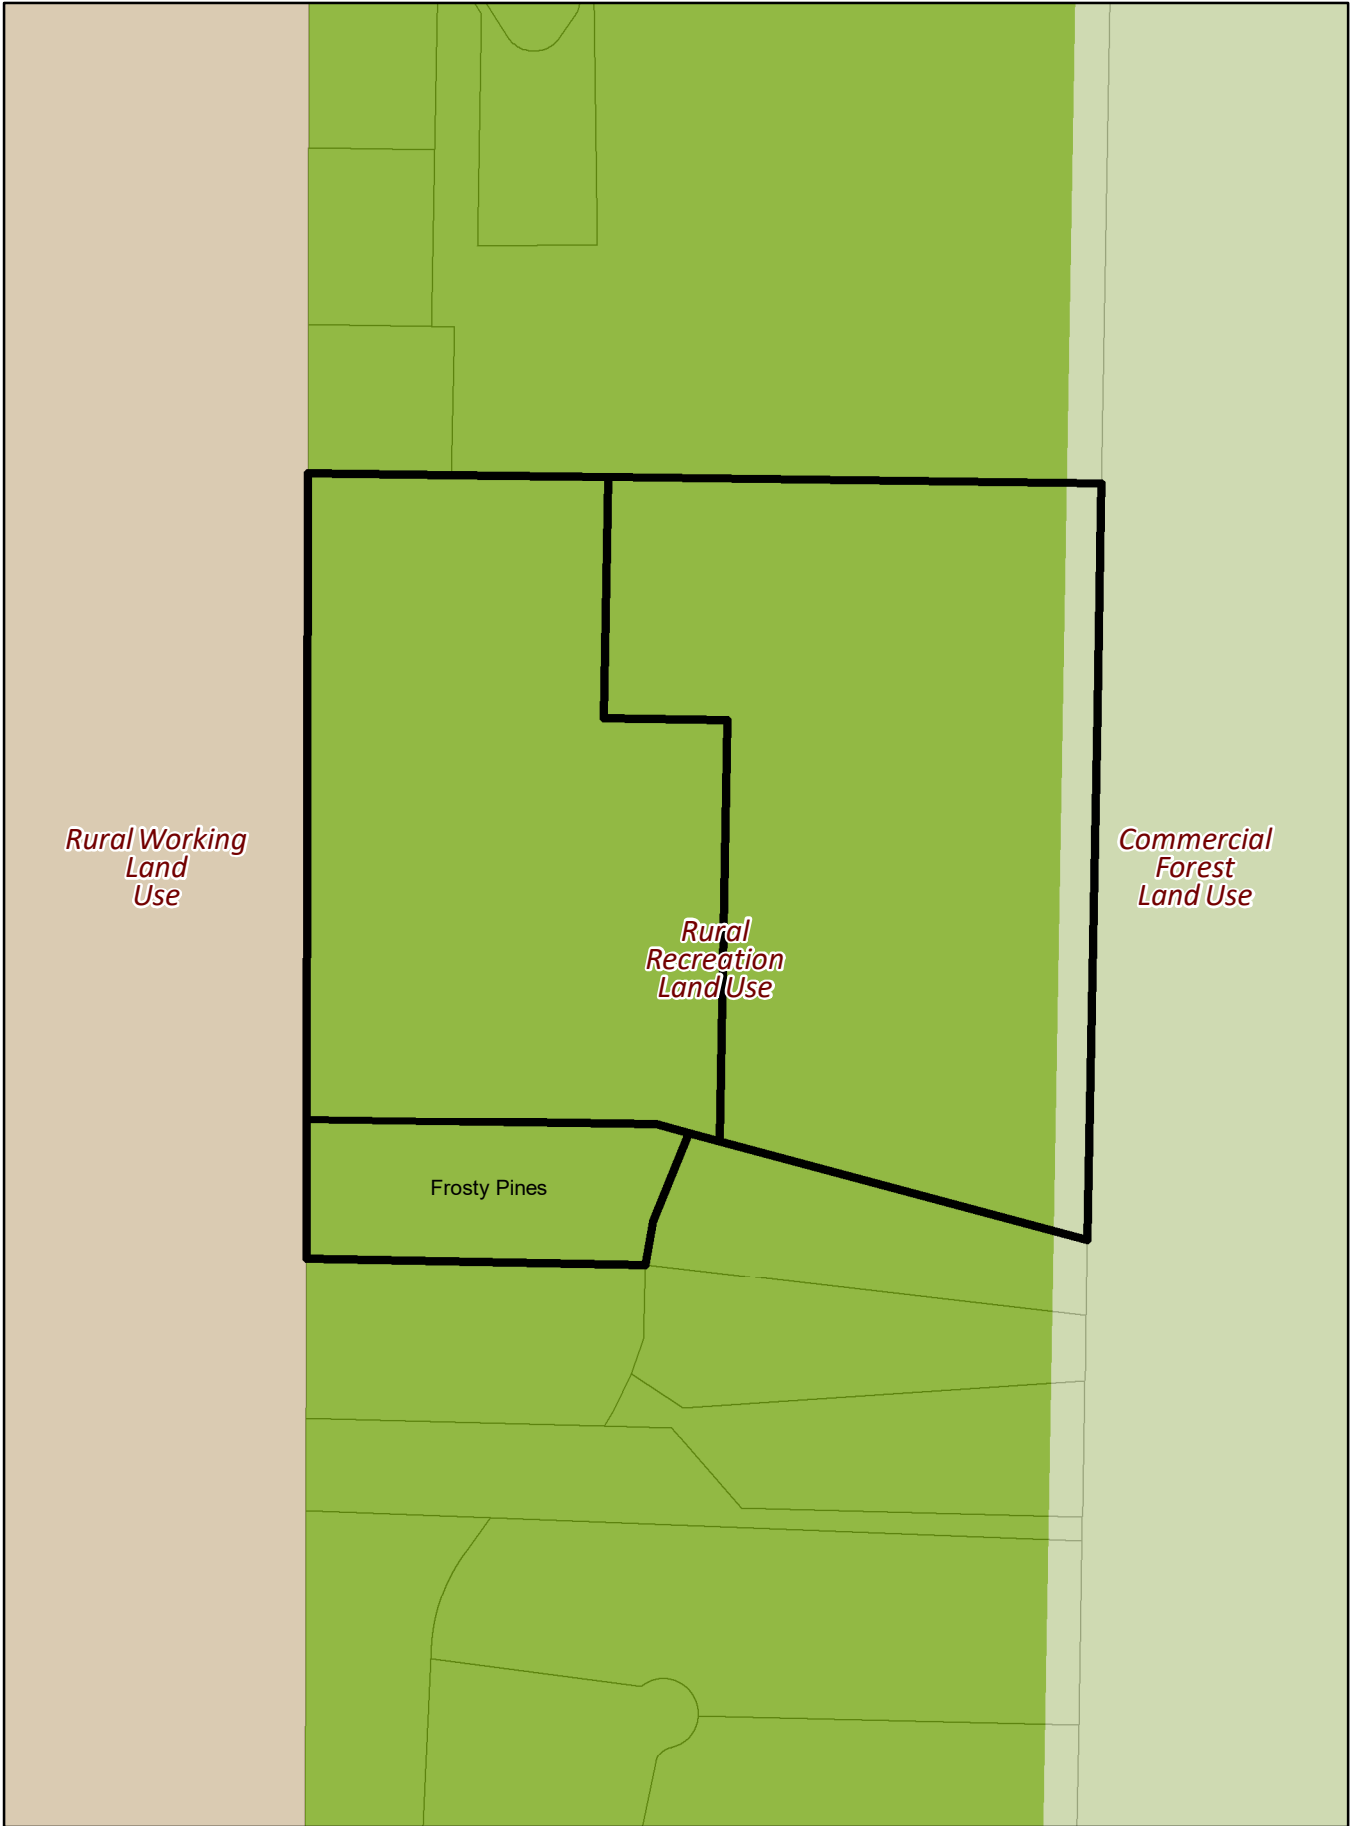 Rural Working
Land
Use
Commercial
Forest
Land Use
Rural
Recreation
Land Use
Frosty Pines